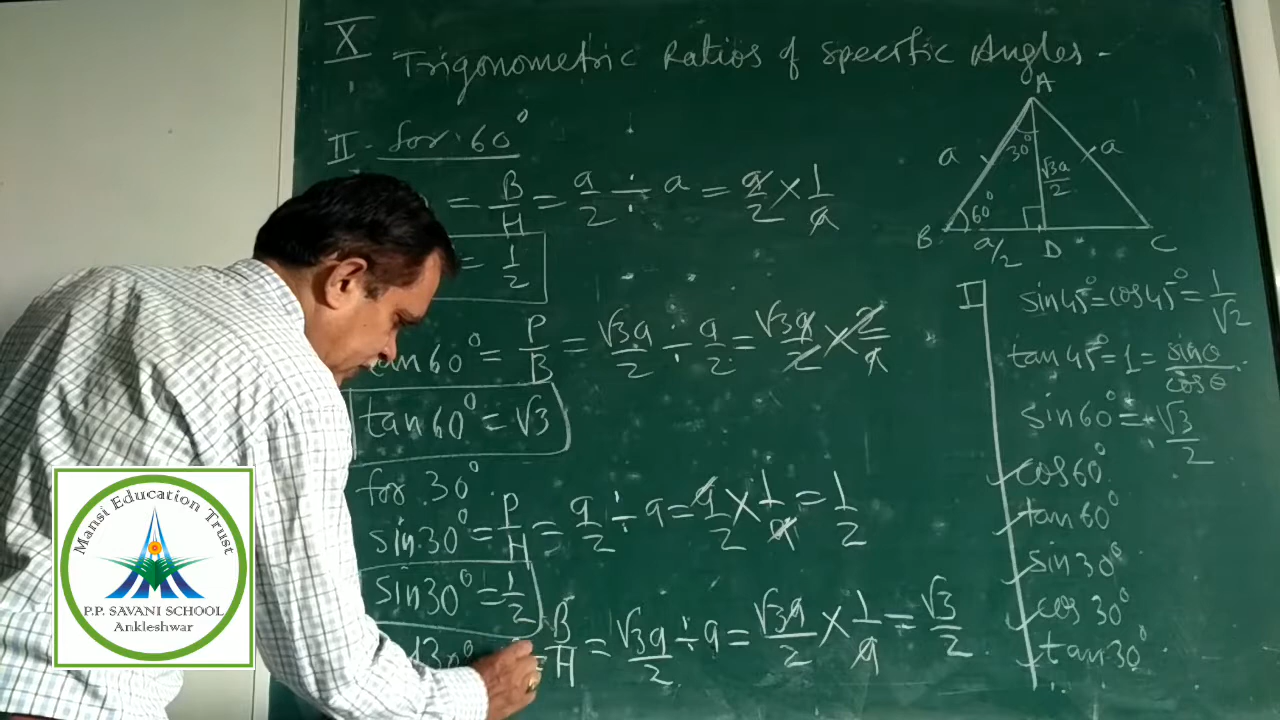 X
Trigonometric Ratios of Specific Angles -
II - for 60°
= B/H = a/2 ÷ a = a/2 × 1/a
= 1/2
tan 60° = P/B = √3a/2 ÷ a/2 = √3a/2 × 2/a
tan 60° = √3
for 30°
sin 30° = P/H = a/2 ÷ a = a/2 × 1/a = 1/2
sin 30° = 1/2
30° = B/H = √3a/2 ÷ a = √3a/2 × 1/a = √3/2
A
a
30°
√3a/2
a
B
60°
a/2
D
C
I
sin 45° = cos 45° = 1/√2
tan 45° = 1 = sinθ/cosθ
sin 60° = √3/2
cos 60°
tan 60°
sin 30°
cos 30°
tan 30°
Mansi Education Trust
P.P. SAVANI SCHOOL
Ankleshwar